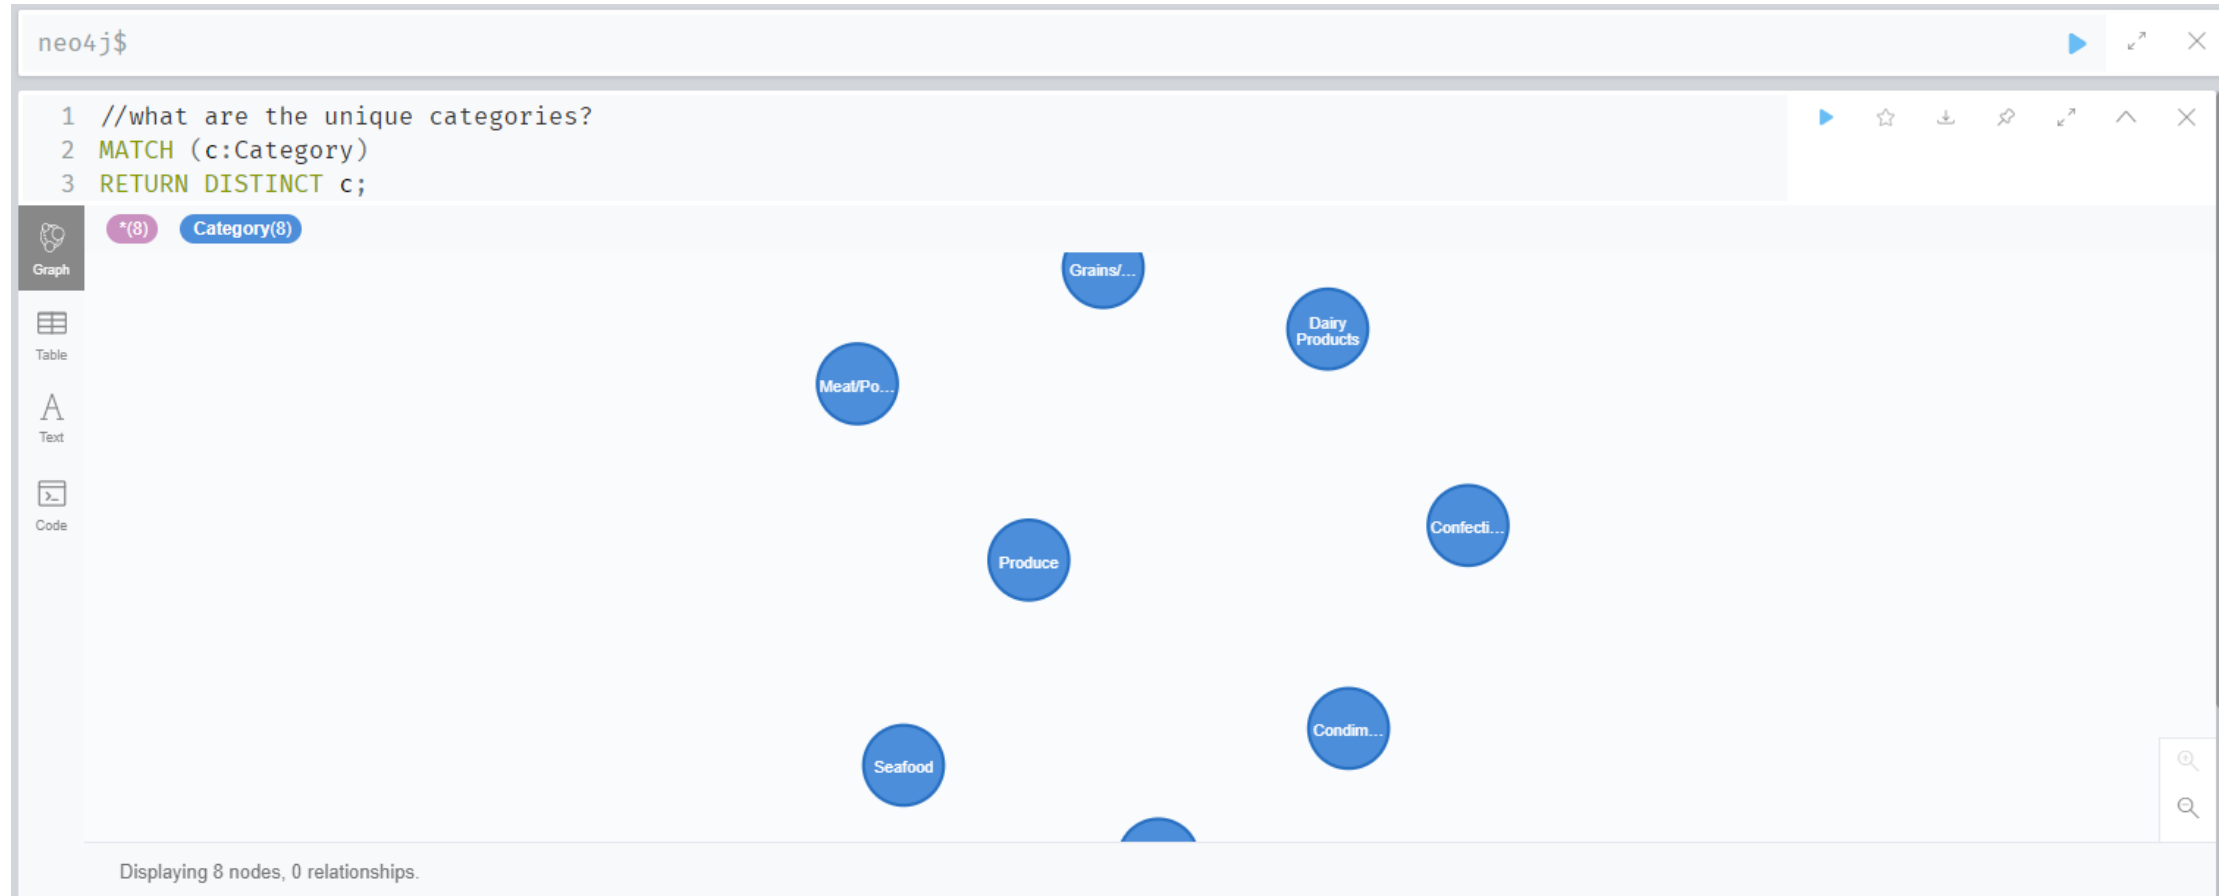 neo4j$
1 //what are the unique categories?
2 MATCH (c:Category)
3 RETURN DISTINCT c;
*(8) Category(8)
Graph
Table
Text
Code
Grains/...
Dairy
Products
Meat/Po...
Confecti...
Produce
Condim...
Seafood
Displaying 8 nodes, 0 relationships.